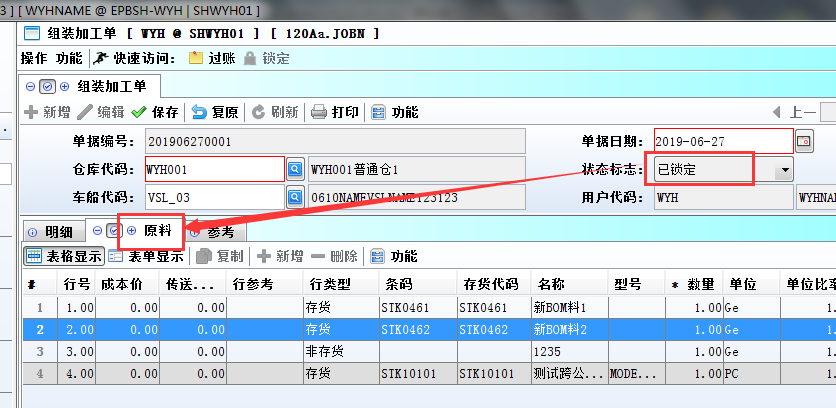 3 ] [ WYHNAME @ EPBSH-WYH | SHWYH01 ]
组装加工单 [ WYH @ SHWYH01 ] [ 120Aa.JOBN ]
操作 功能 快速访问： 过账 锁定
组装加工单
新增 编辑 保存 复原 刷新 打印 功能 上一
单据编号： 201906270001 单据日期： 2019-06-27
仓库代码： WYH001 WYH001普通仓1 状态标志： 已锁定
车船代码： VSL_03 0610NAMEVSLNAME123123 用户代码： WYH WYHNAME
明细 原料 参考
表格显示 表单显示 复制 新增 删除 功能
# 行号 成本价 传送... 行参考 行类型 条码 存货代码 名称 型号 * 数量 单位 单位比率
1 1.00 0.00 0.00 存货 STK0461 STK0461 新BOM料1 1.00 Ge 1.
2 2.00 0.00 0.00 存货 STK0462 STK0462 新BOM料2 1.00 Ge 1.
3 3.00 0.00 0.00 非存货 1235 1.00 Ge 1.
4 4.00 0.00 0.00 存货 STK10101 STK10101 测试跨公... MODE... 1.00 PC 1.